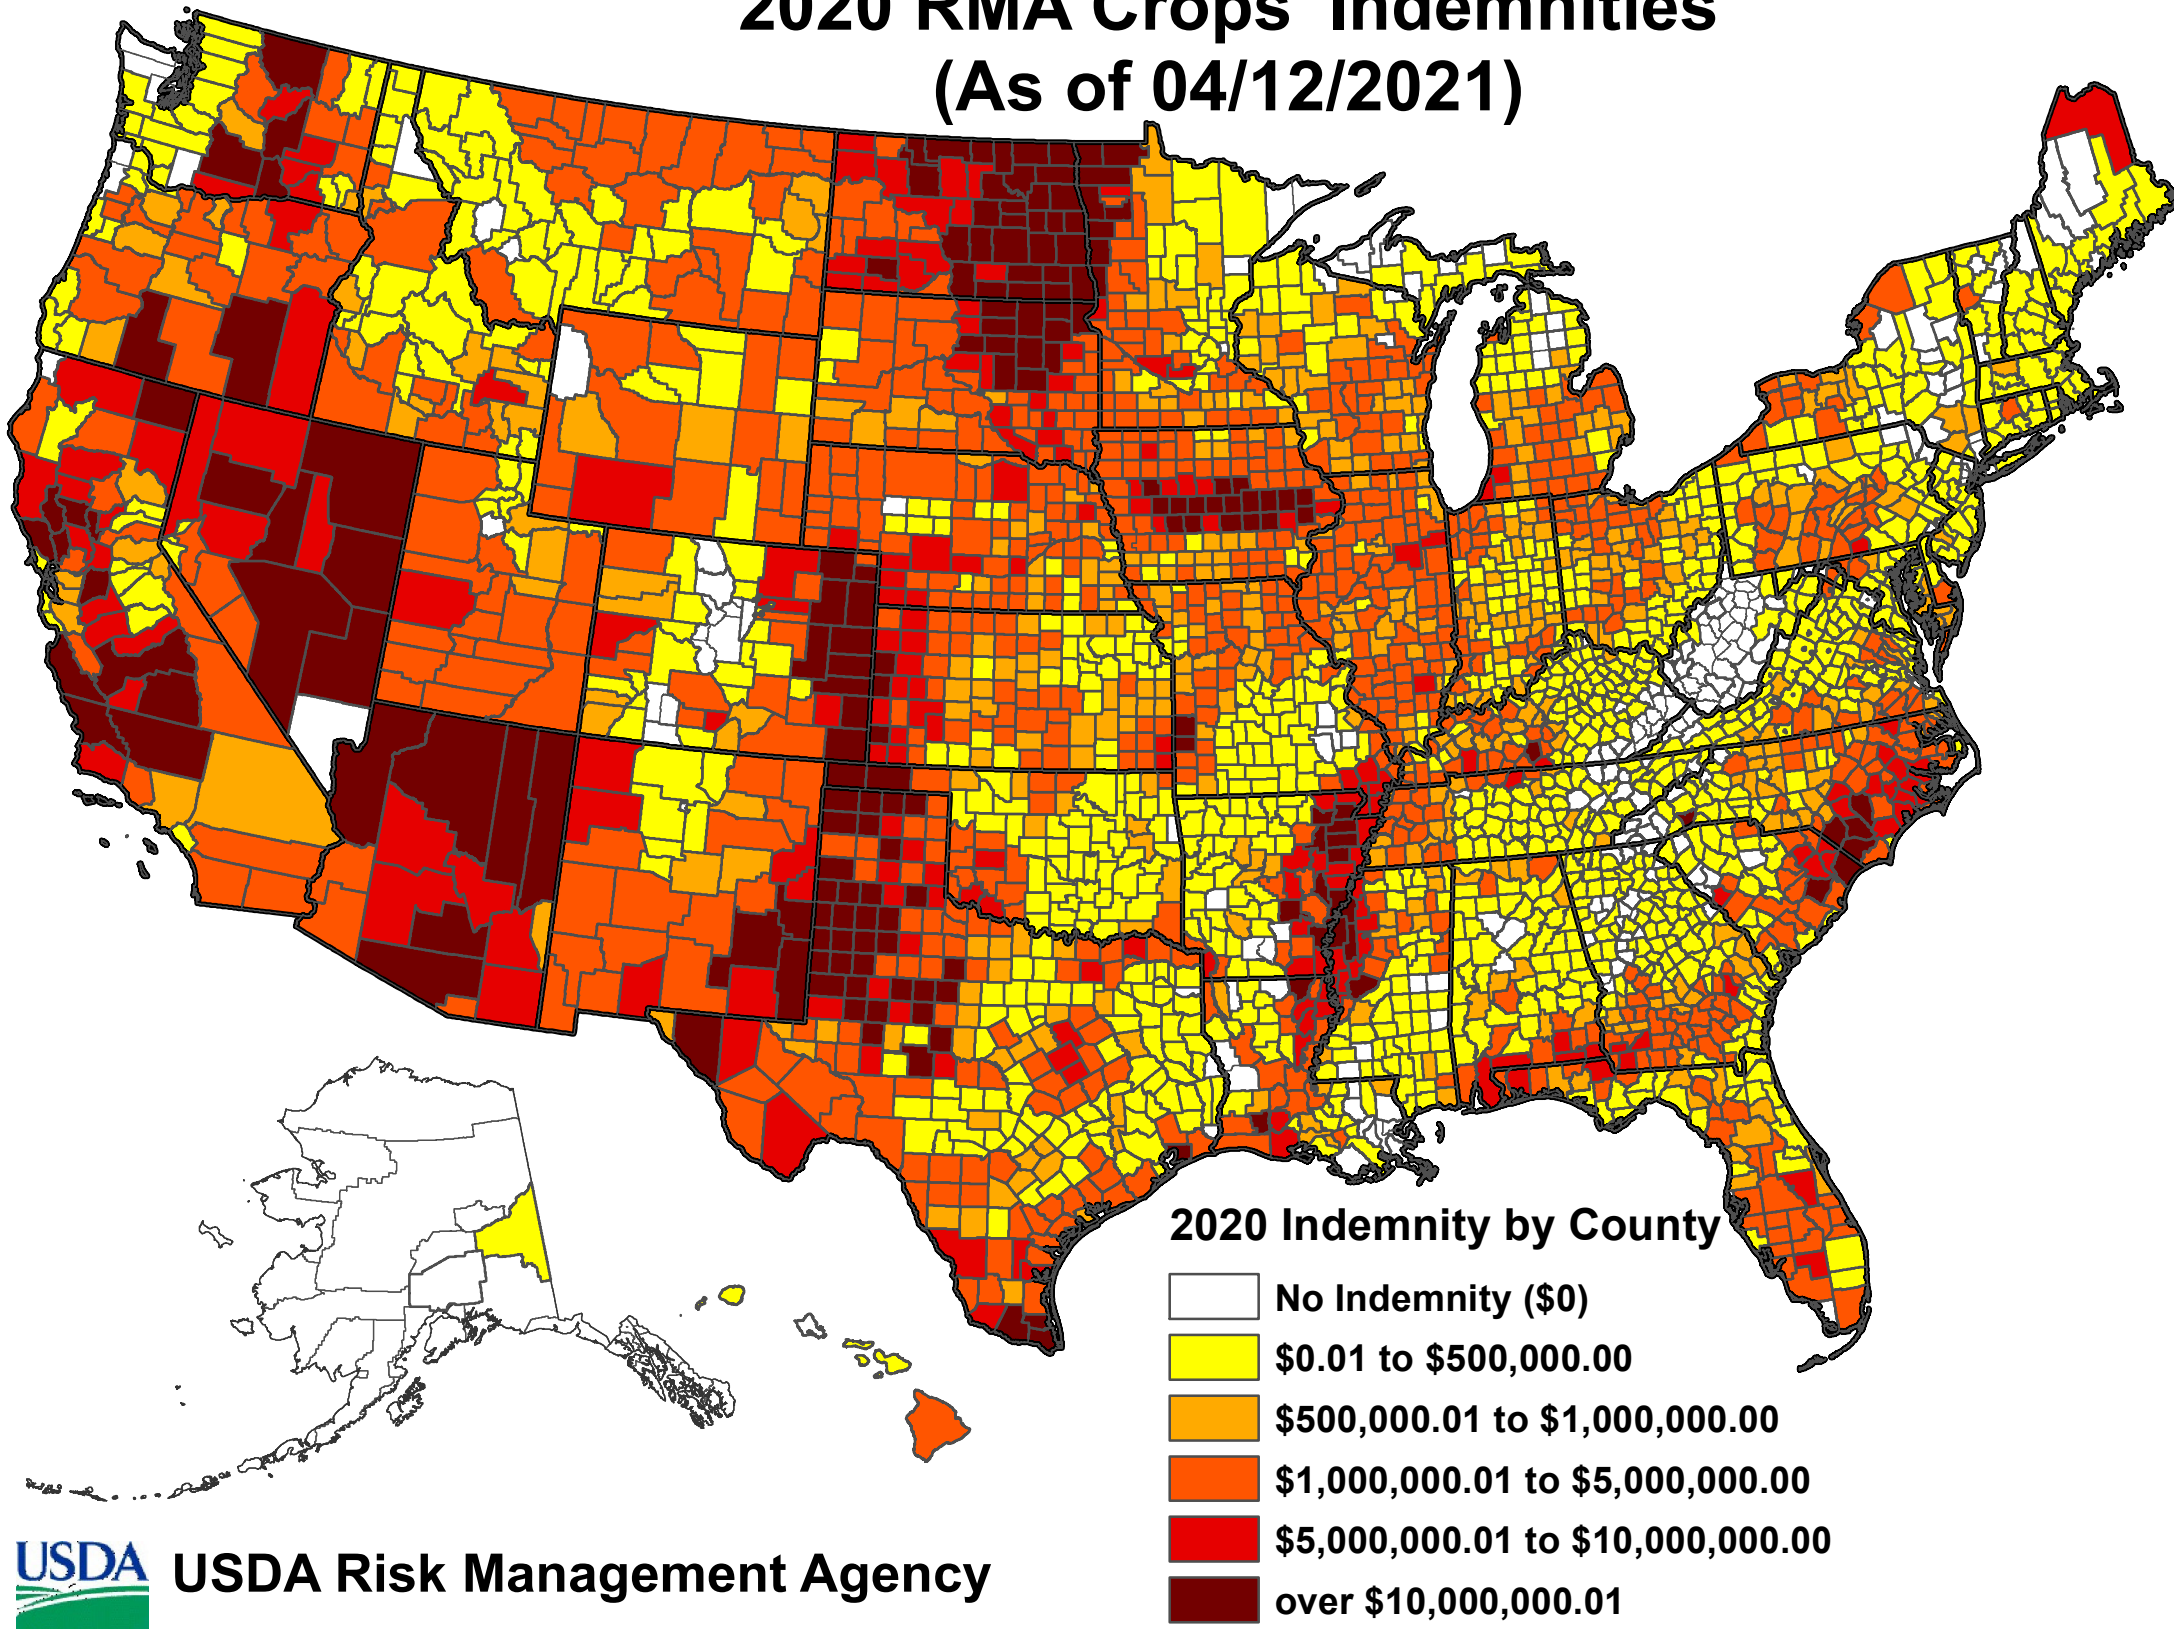 2020 RMA Crops' Indemnities
(As of 04/12/2021)
2020 Indemnity by County
No Indemnity ($0)
$0.01 to $500,000.00
$500,000.01 to $1,000,000.00
$1,000,000.01 to $5,000,000.00
$5,000,000.01 to $10,000,000.00
over $10,000,000.01
USDA
USDA Risk Management Agency